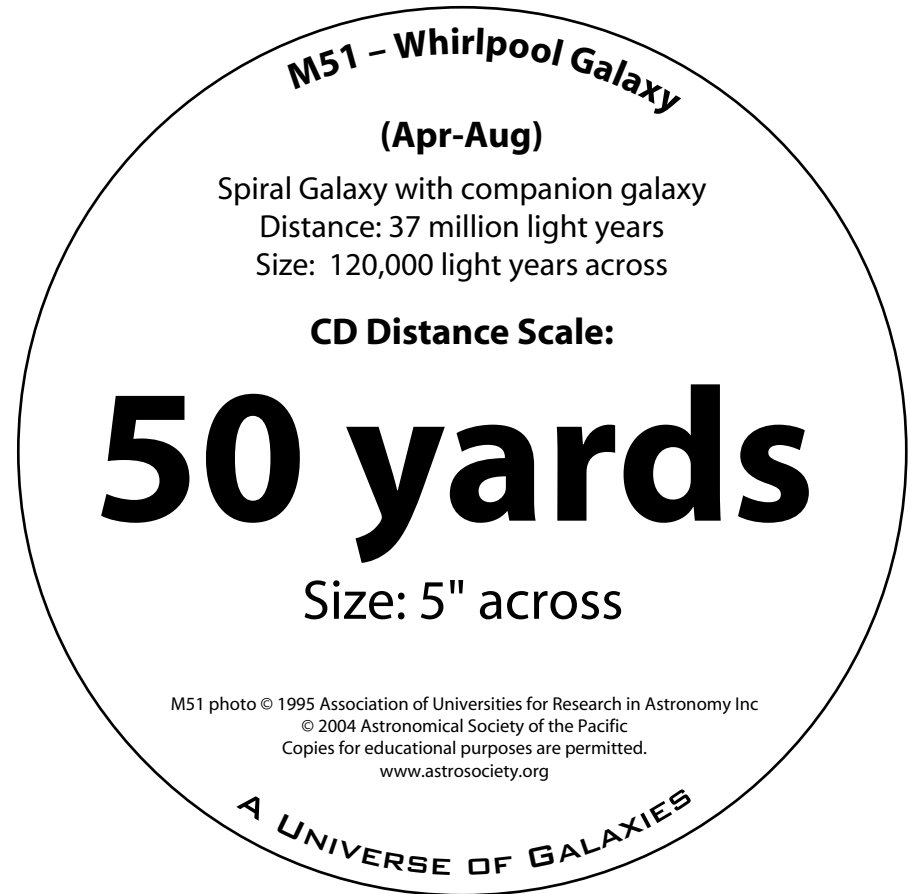 M51 – Whirlpool Galaxy
(Apr-Aug)
Spiral Galaxy with companion galaxy
Distance: 37 million light years
Size:  120,000 light years across
CD Distance Scale:
50 yards
Size: 5" across
M51 photo © 1995 Association of Universities for Research in Astronomy Inc
© 2004 Astronomical Society of the Pacific
Copies for educational purposes are permitted.
www.astrosociety.org
A UNIVERSE OF GALAXIES